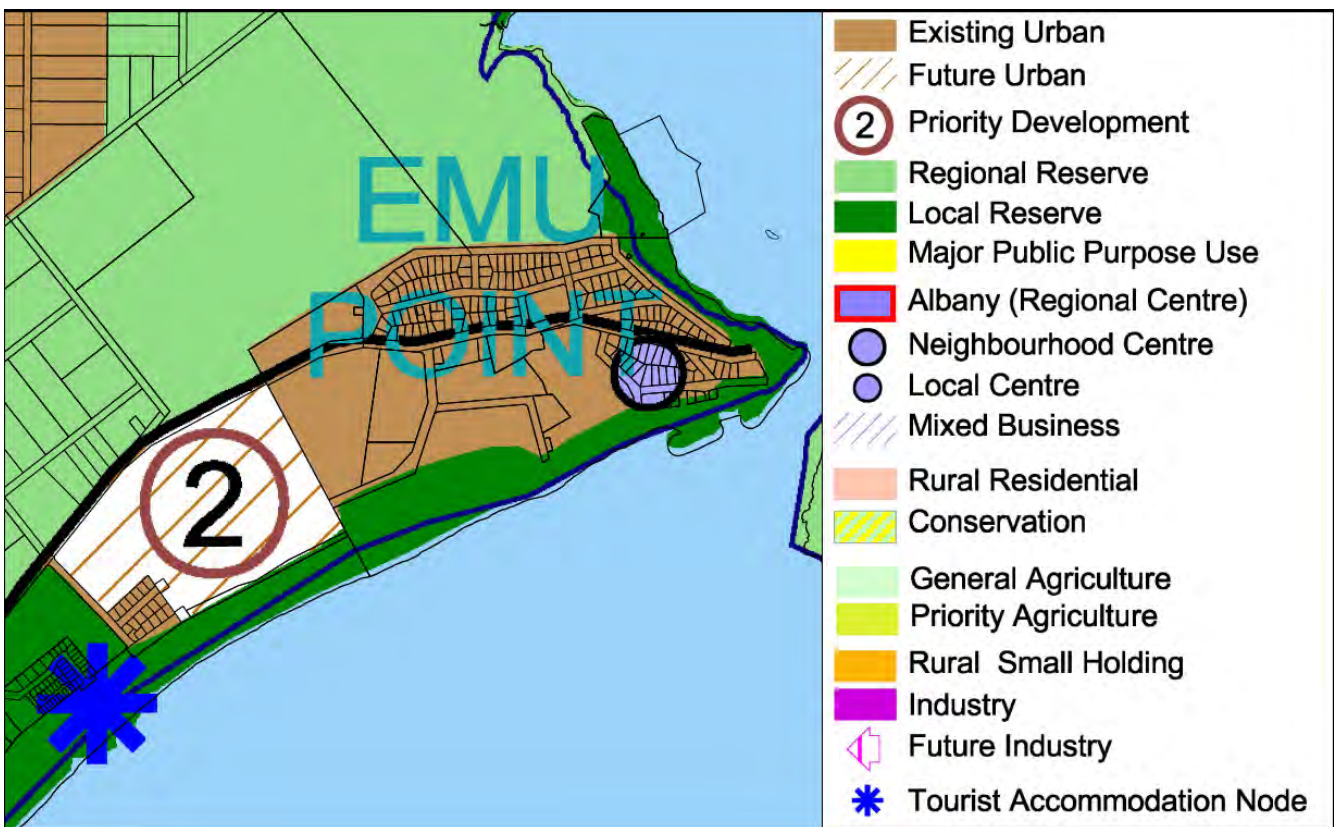 EMU
POINT
2
Existing Urban
Future Urban
2 Priority Development
Regional Reserve
Local Reserve
Major Public Purpose Use
Albany (Regional Centre)
Neighbourhood Centre
Local Centre
Mixed Business
Rural Residential
Conservation
General Agriculture
Priority Agriculture
Rural Small Holding
Industry
Future Industry
Tourist Accommodation Node